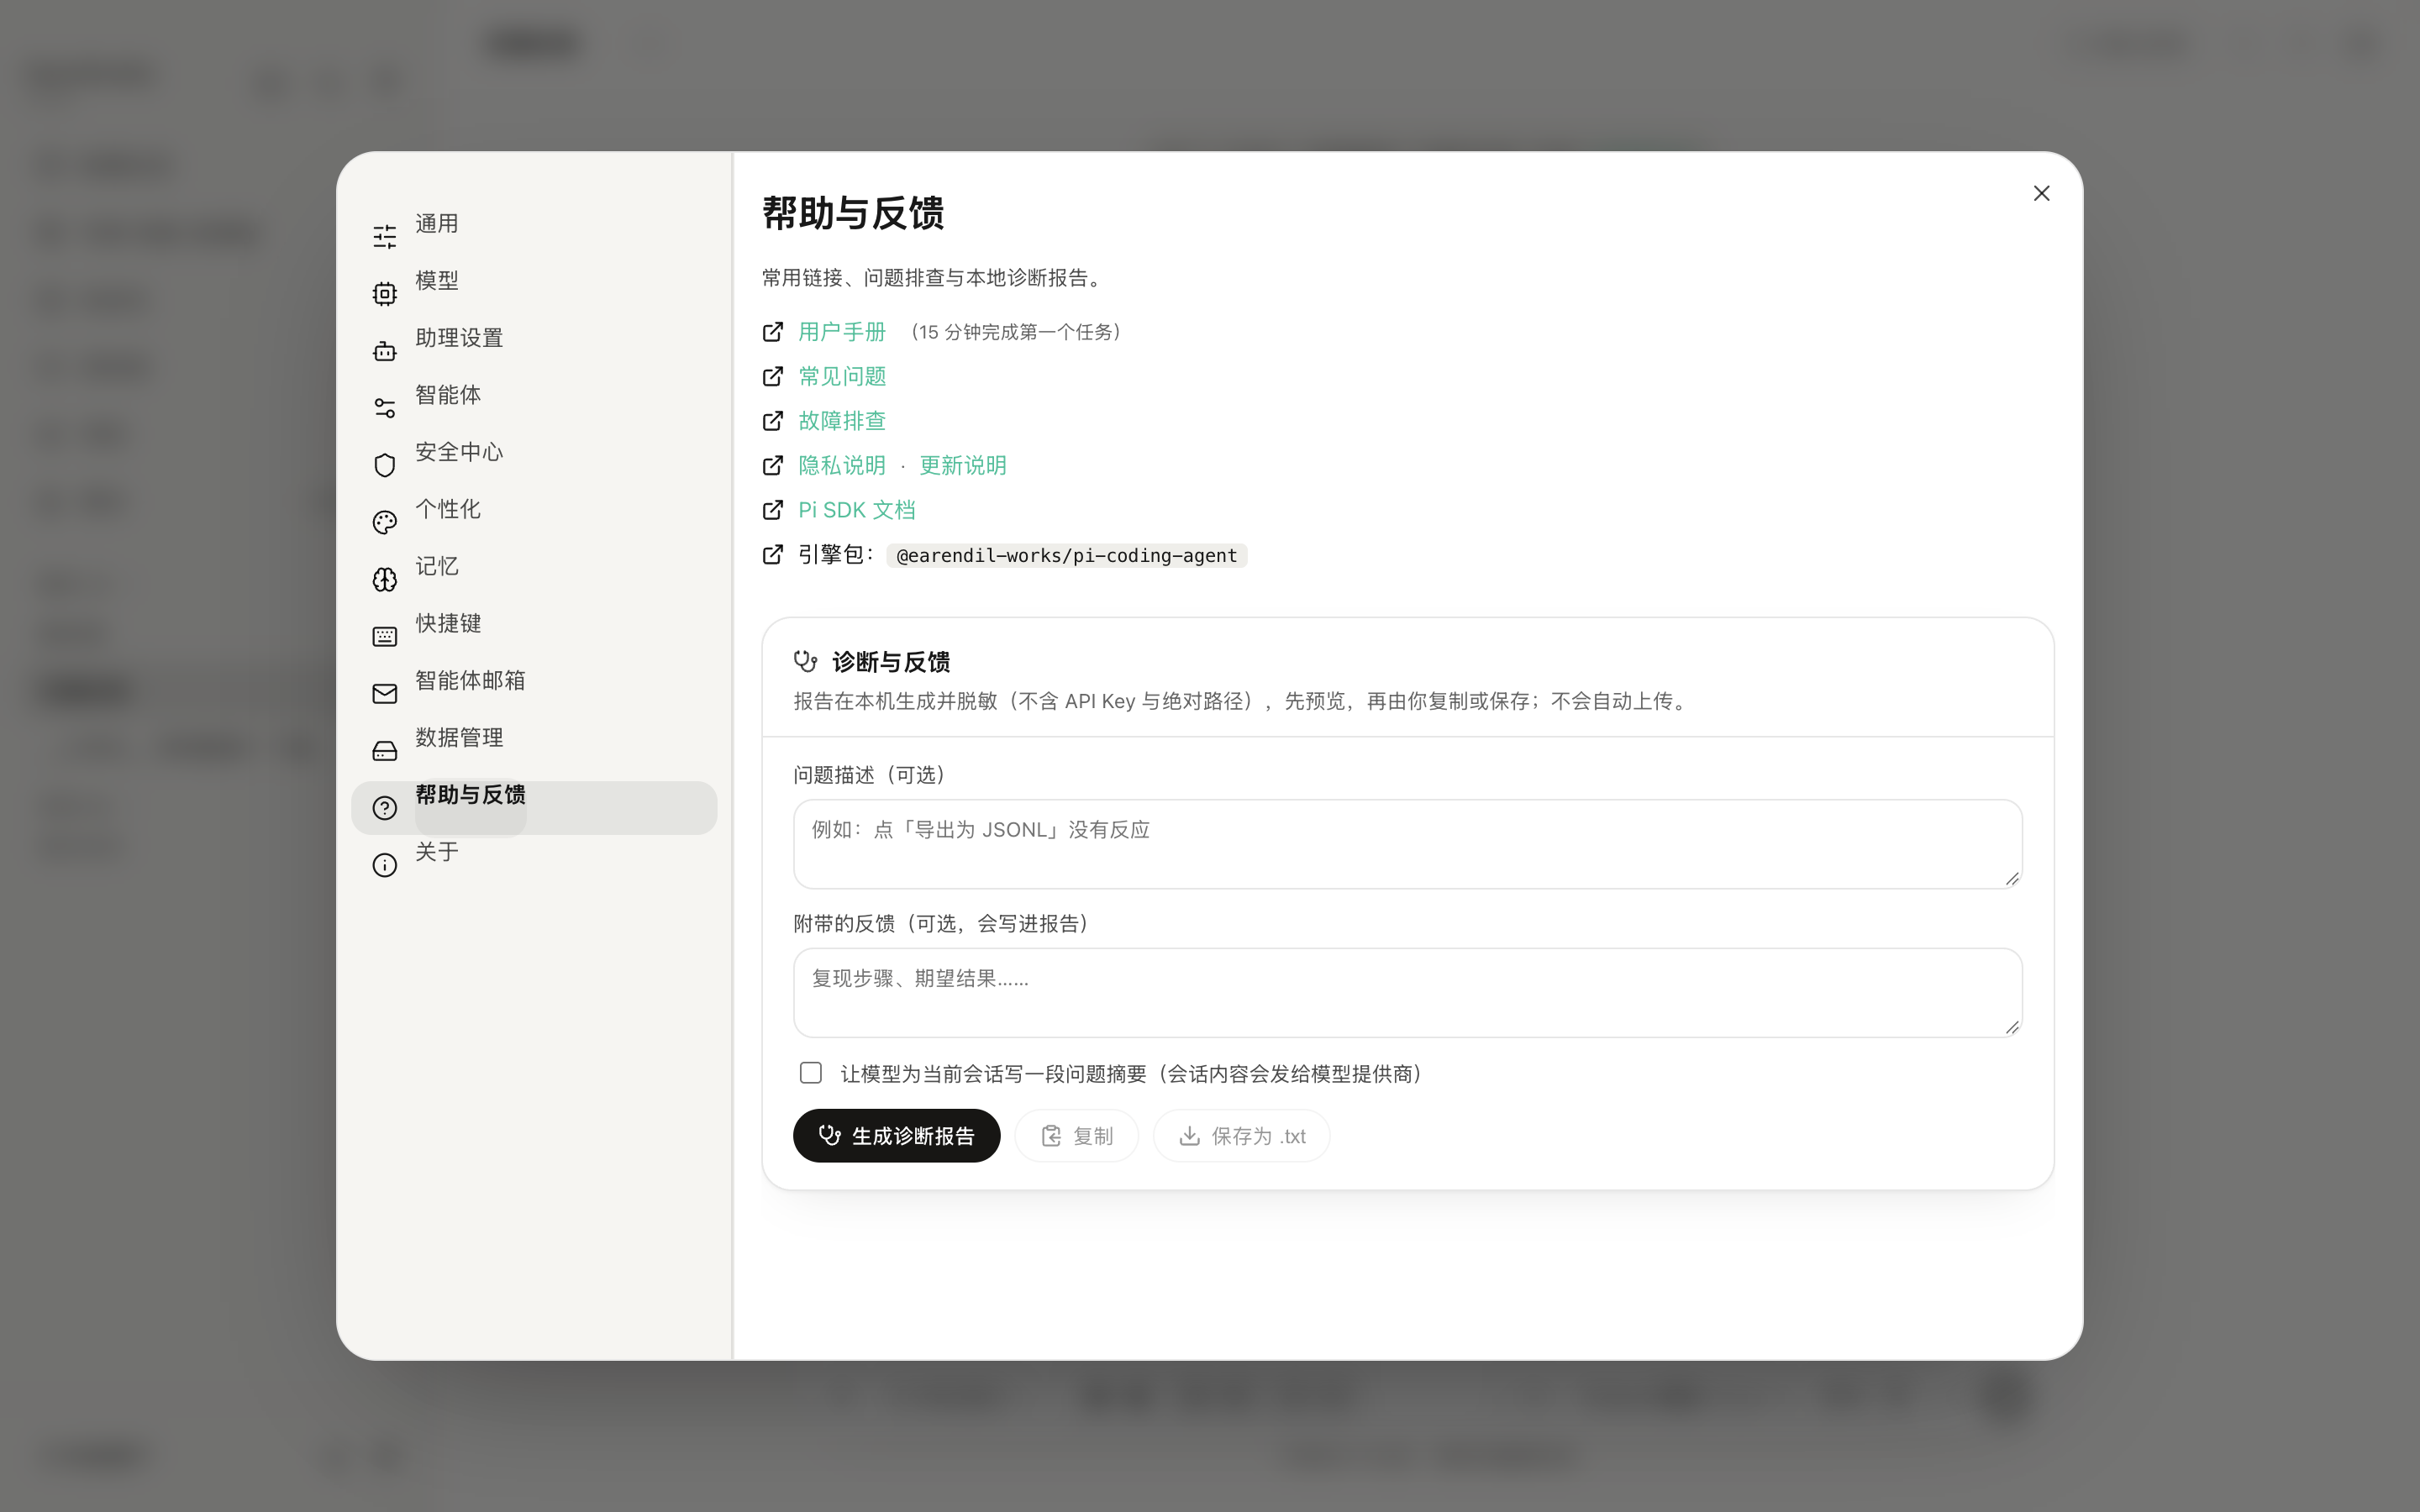 通用
模型
助理设置
智能体
安全中心
个性化
记忆
快捷键
智能体邮箱
数据管理
帮助与反馈
关于
帮助与反馈
常用链接、问题排查与本地诊断报告。
用户手册 (15 分钟完成第一个任务)
常见问题
故障排查
隐私说明 · 更新说明
Pi SDK 文档
引擎包： @earendil-works/pi-coding-agent
诊断与反馈
报告在本机生成并脱敏（不含 API Key 与绝对路径），先预览，再由你复制或保存；不会自动上传。
问题描述（可选）
例如：点「导出为 JSONL」没有反应
附带的反馈（可选，会写进报告）
复现步骤、期望结果……
让模型为当前会话写一段问题摘要（会话内容会发给模型提供商）
生成诊断报告 复制 保存为 .txt